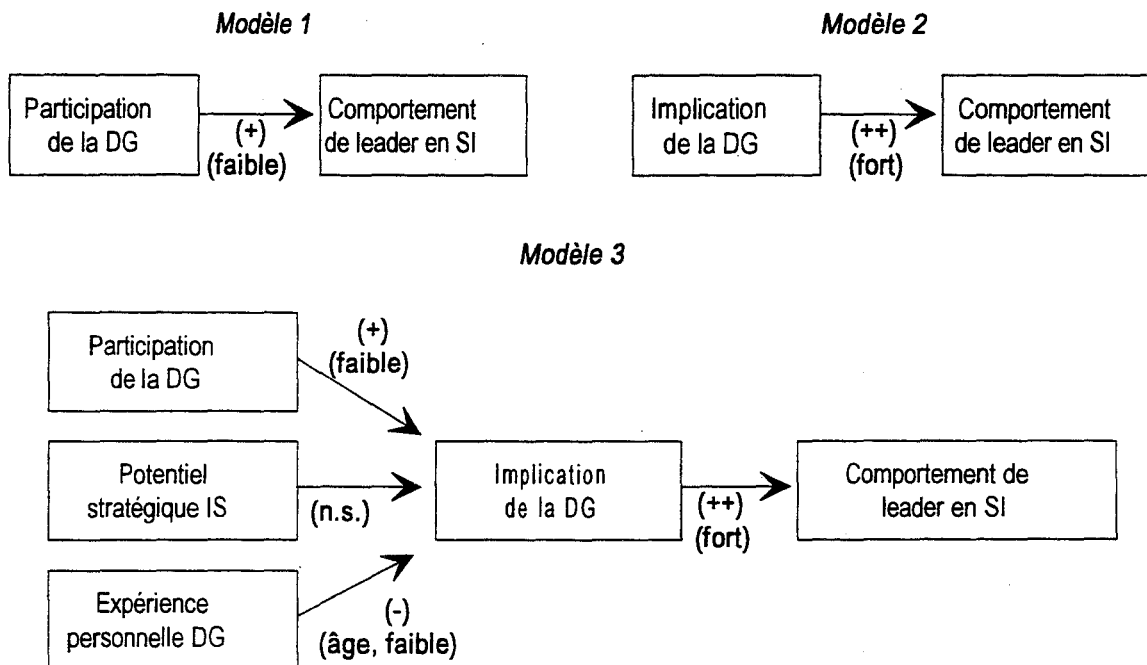 Modèle 1
Modèle 2
Participation
de la DG
(+)
(faible)
Comportement
de leader en SI
Implication
de la DG
(++)
(fort)
Comportement
de leader en SI
Modèle 3
Participation
de la DG
(+)
(faible)
Potentiel
stratégique IS
(n.s.)
Expérience
personnelle DG
(-)
(âge, faible)
Implication
de la DG
(++)
(fort)
Comportement de
leader en SI